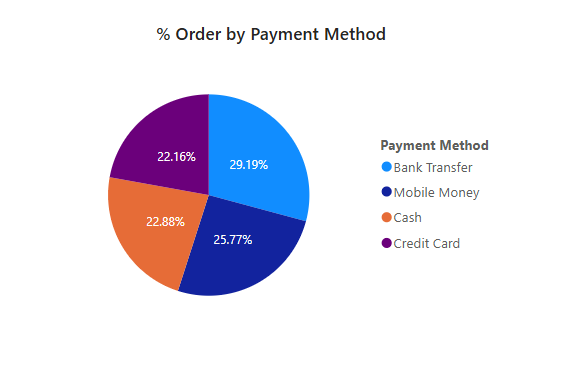 % Order by Payment Method
22.16%
29.19%
22.88%
25.77%
Payment Method
Bank Transfer
Mobile Money
Cash
Credit Card